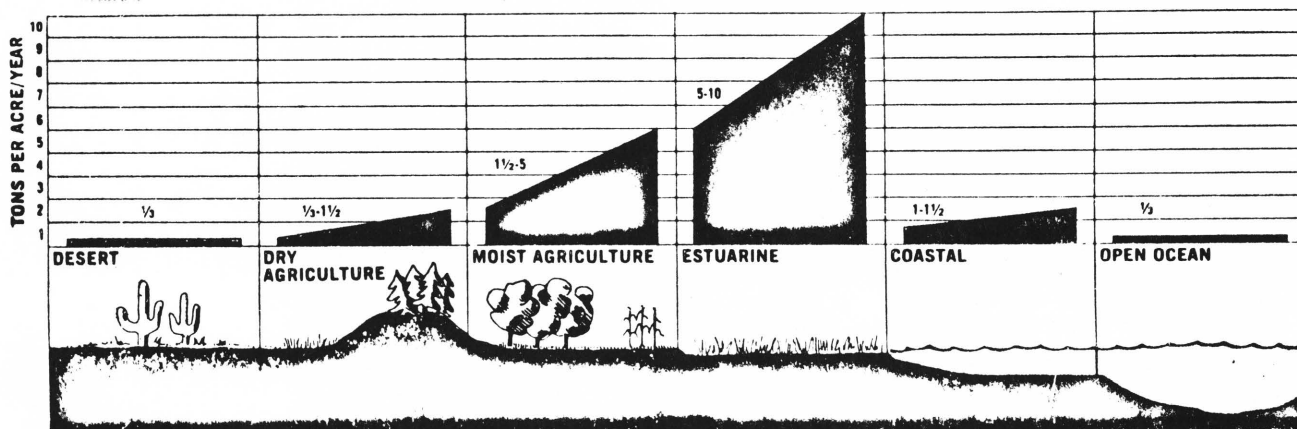 TONS PER ACRE/YEAR
10
9
8
7
6
5
4
3
2
1
⅓
⅓-1½
1½-5
5-10
1-1½
⅓
DESERT
DRY
AGRICULTURE
MOIST AGRICULTURE
ESTUARINE
COASTAL
OPEN OCEAN